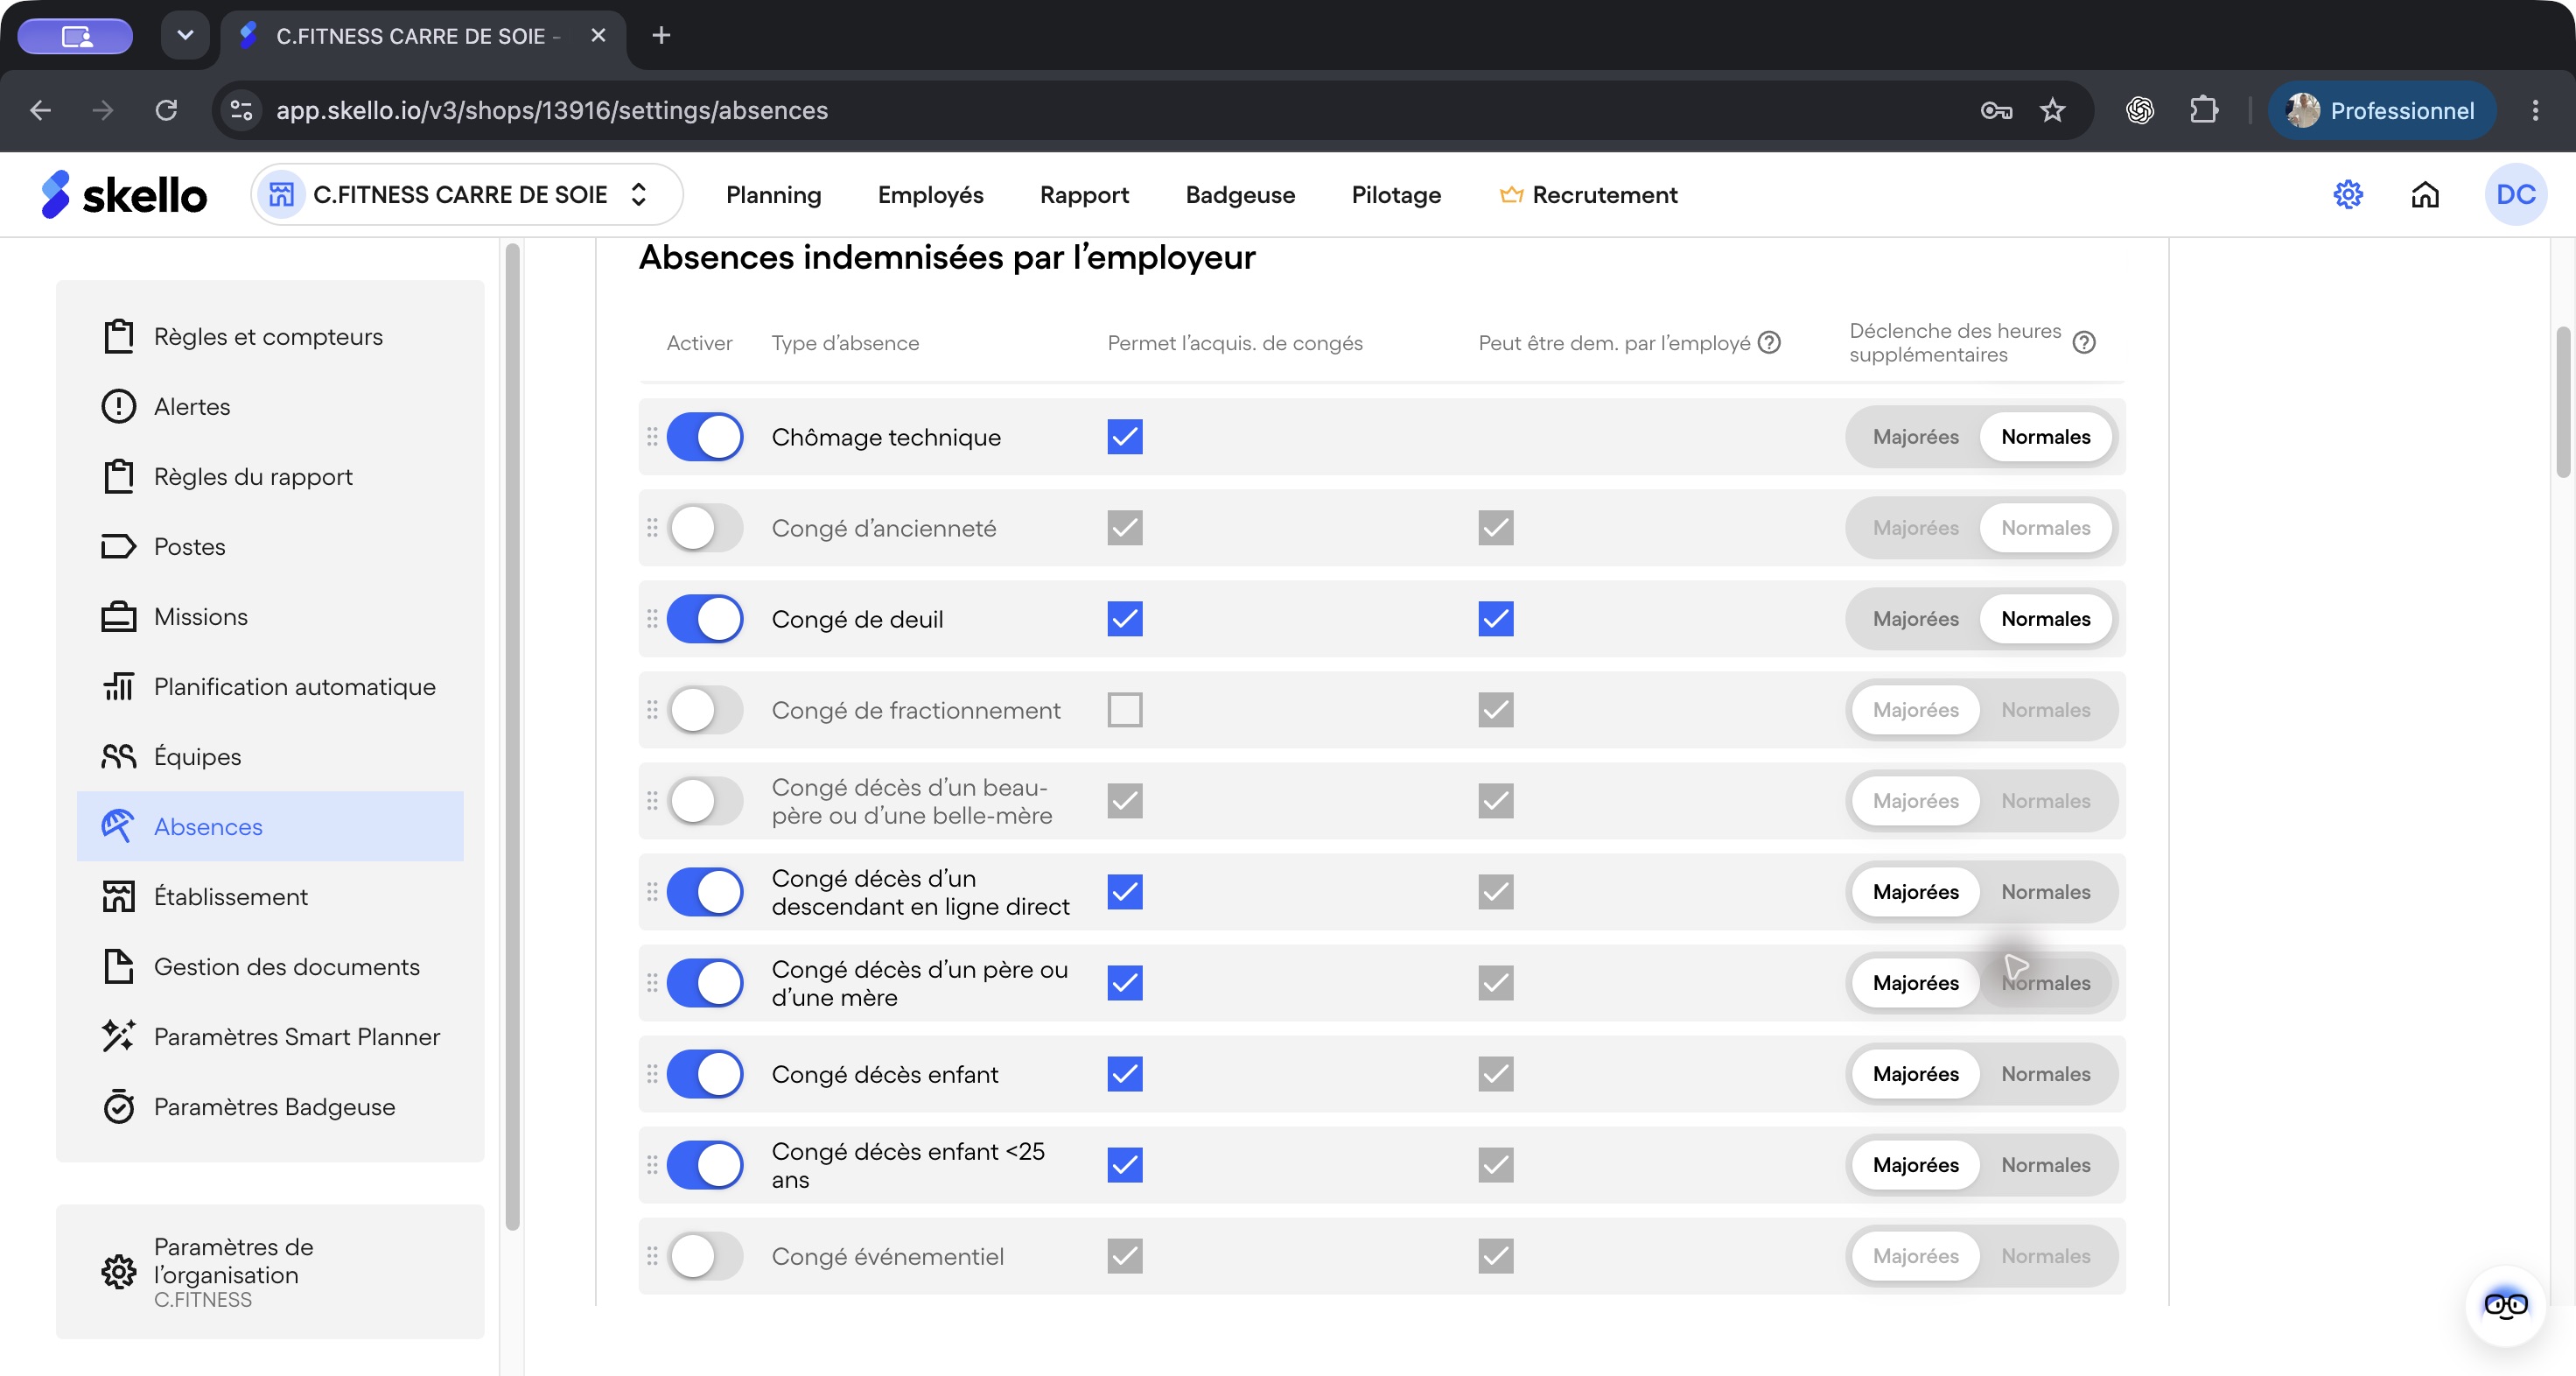 C.FITNESS CARRE DE SOIE -
app.skello.io/v3/shops/13916/settings/absences
Professionnel
skello
C.FITNESS CARRE DE SOIE
Planning
Employés
Rapport
Badgeuse
Pilotage
Recrutement
DC
Règles et compteurs
Alertes
Règles du rapport
Postes
Missions
Planification automatique
Équipes
Absences
Établissement
Gestion des documents
Paramètres Smart Planner
Paramètres Badgeuse
Paramètres de
l’organisation
C.FITNESS
Absences indemnisées par l’employeur
Activer
Type d’absence
Permet l’acquis. de congés
Peut être dem. par l’employé
Déclenche des heures
supplémentaires
Chômage technique
Majorées Normales
Congé d’ancienneté
Majorées Normales
Congé de deuil
Majorées Normales
Congé de fractionnement
Majorées Normales
Congé décès d’un beau-
père ou d’une belle-mère
Majorées Normales
Congé décès d’un
descendant en ligne direct
Majorées Normales
Congé décès d’un père ou
d’une mère
Majorées Normales
Congé décès enfant
Majorées Normales
Congé décès enfant <25
ans
Majorées Normales
Congé événementiel
Majorées Normales